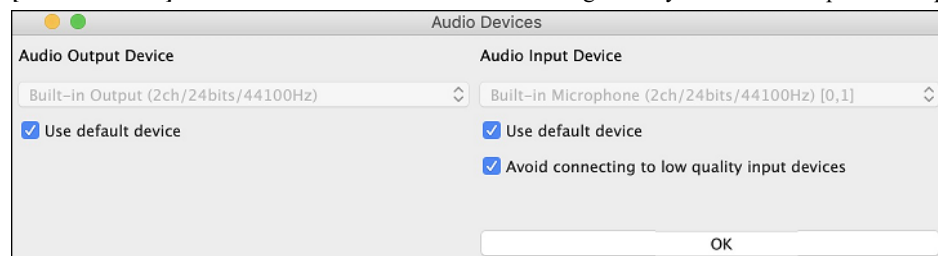 Audio Devices
Audio Output Device
Audio Input Device
Built-in Output (2ch/24bits/44100Hz)
Built-in Microphone (2ch/24bits/44100Hz) [0,1]
Use default device
Use default device
Avoid connecting to low quality input devices
OK